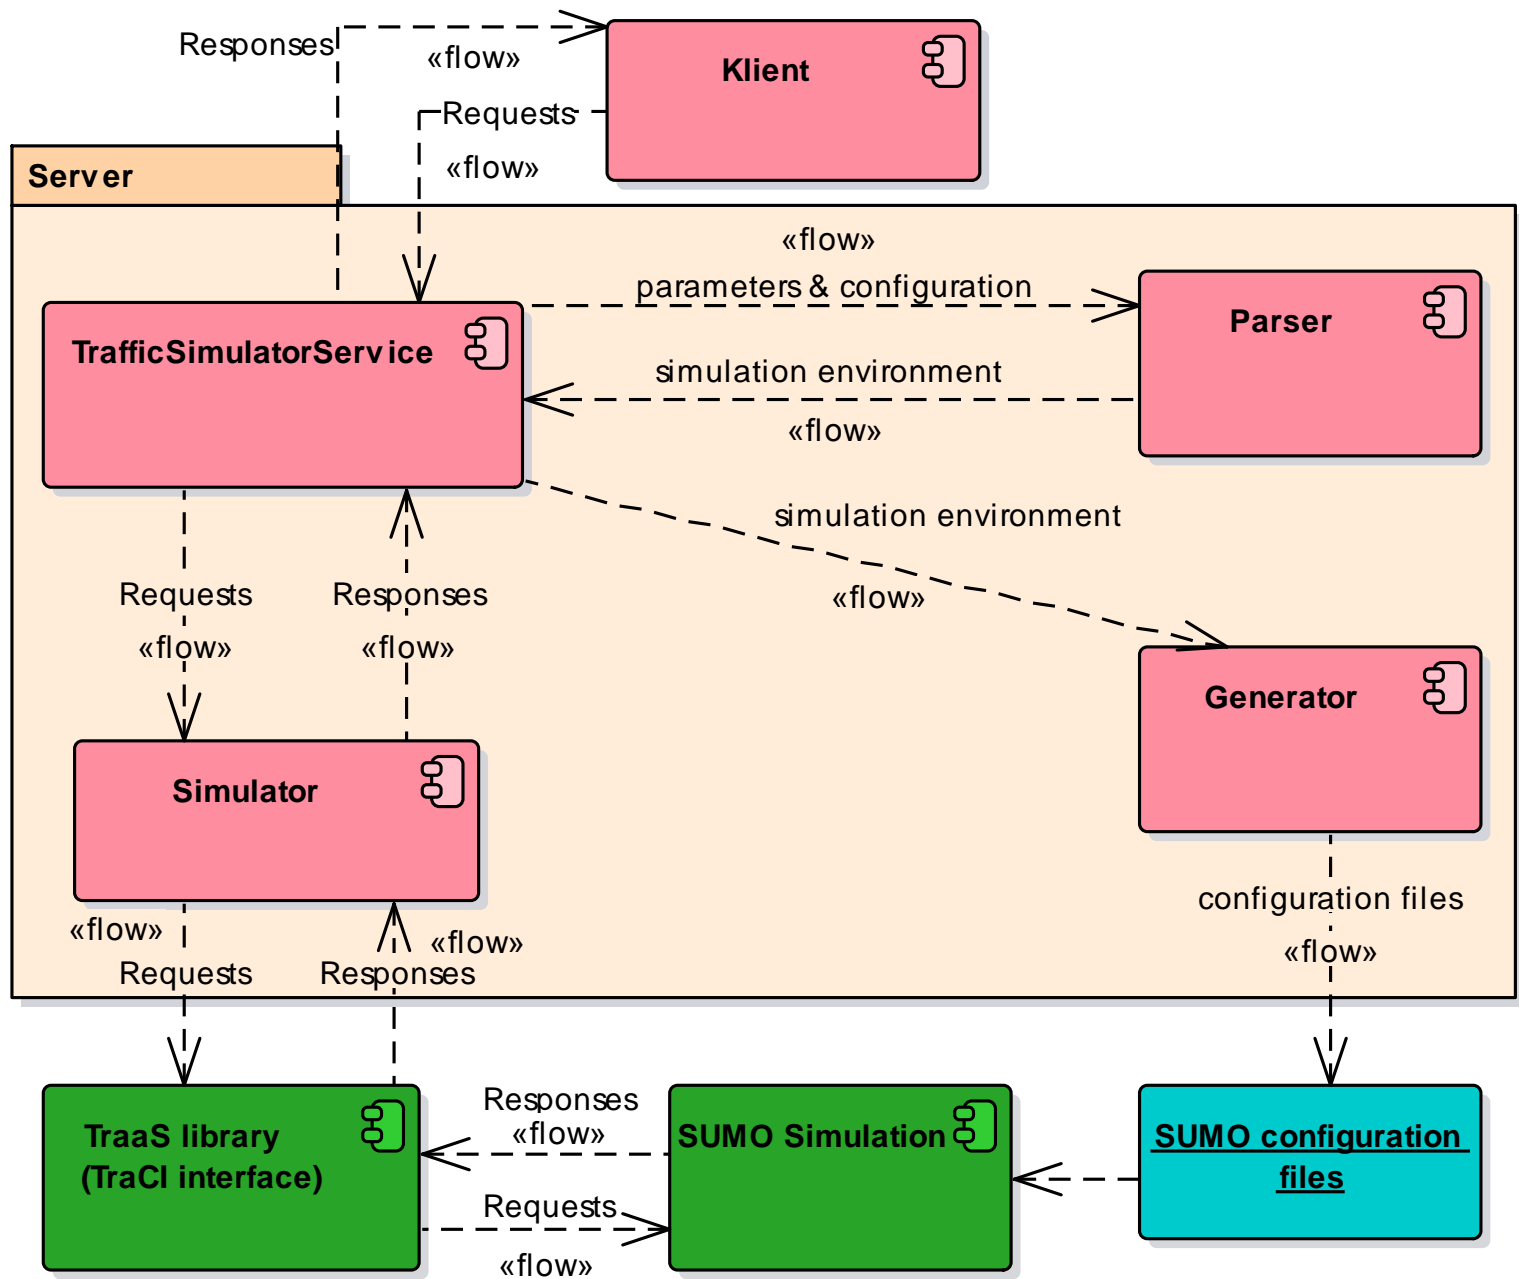 Responses
«flow»
Klient
Requests
«flow»
Server
«flow»
parameters & configuration
Parser
TrafficSimulatorService
simulation environment
«flow»
simulation environment
«flow»
Requests
«flow»
Responses
«flow»
Generator
Simulator
configuration files
«flow»
«flow»
Requests
«flow»
Responses
TraaS library
(TraCI interface)
Responses
«flow»
SUMO Simulation
SUMO configuration
files
Requests
«flow»